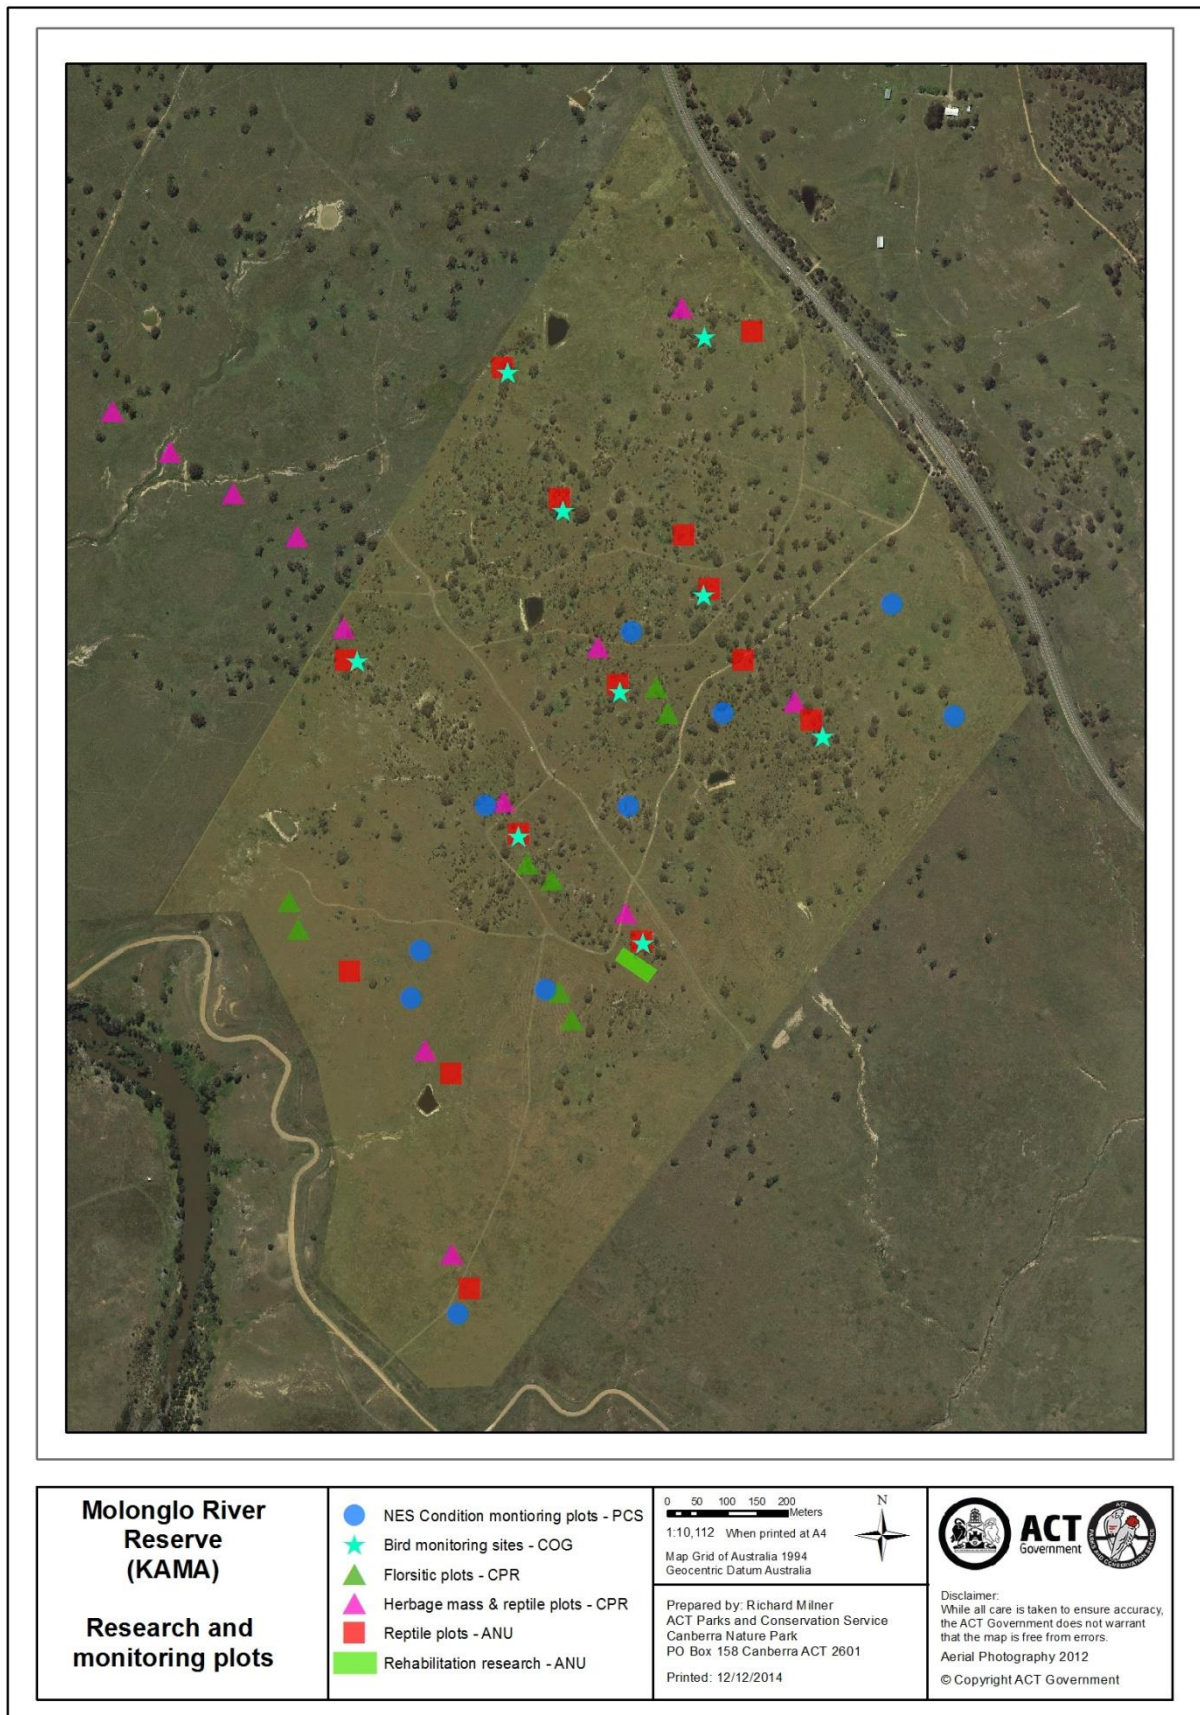 Molonglo River
Reserve
(KAMA)
Research and
monitoring plots
NES Condition montioring plots - PCS
Bird monitoring sites - COG
Florsitic plots - CPR
Herbage mass & reptile plots - CPR
Reptile plots - ANU
Rehabilitation research - ANU
0 50 100 150 200
Meters
1:10,112 When printed at A4
Map Grid of Australia 1994
Geocentric Datum Australia
N
Prepared by: Richard Milner
ACT Parks and Conservation Service
Canberra Nature Park
PO Box 158 Canberra ACT 2601
Printed: 12/12/2014
ACT
Government
ACT
PARKS AND CONSERVATION SERVICE
Disclaimer:
While all care is taken to ensure accuracy,
the ACT Government does not warrant
that the map is free from errors.
Aerial Photography 2012
© Copyright ACT Government